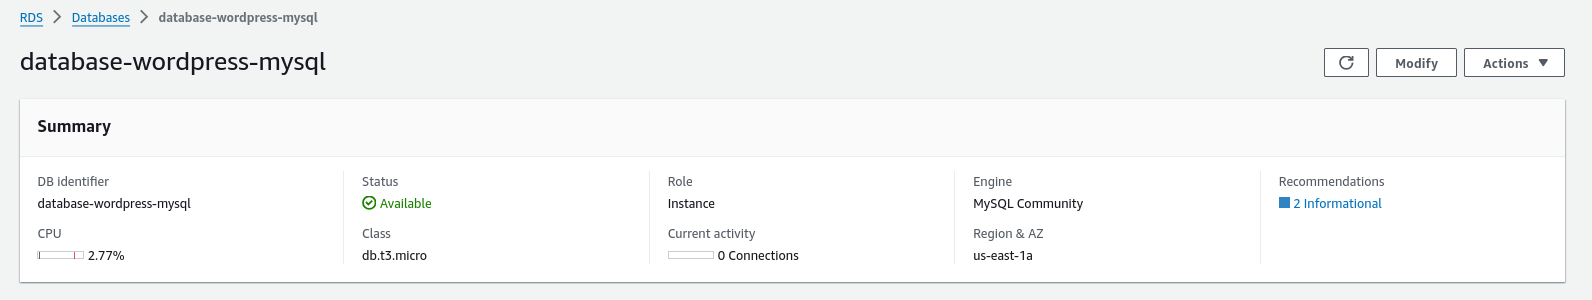 RDS > Databases > database-wordpress-mysql
database-wordpress-mysql
Modify
Actions
Summary
DB identifier
database-wordpress-mysql
CPU
2.77%
Status
Available
Class
db.t3.micro
Role
Instance
Current activity
0 Connections
Engine
MySQL Community
Region & AZ
us-east-1a
Recommendations
2 Informational